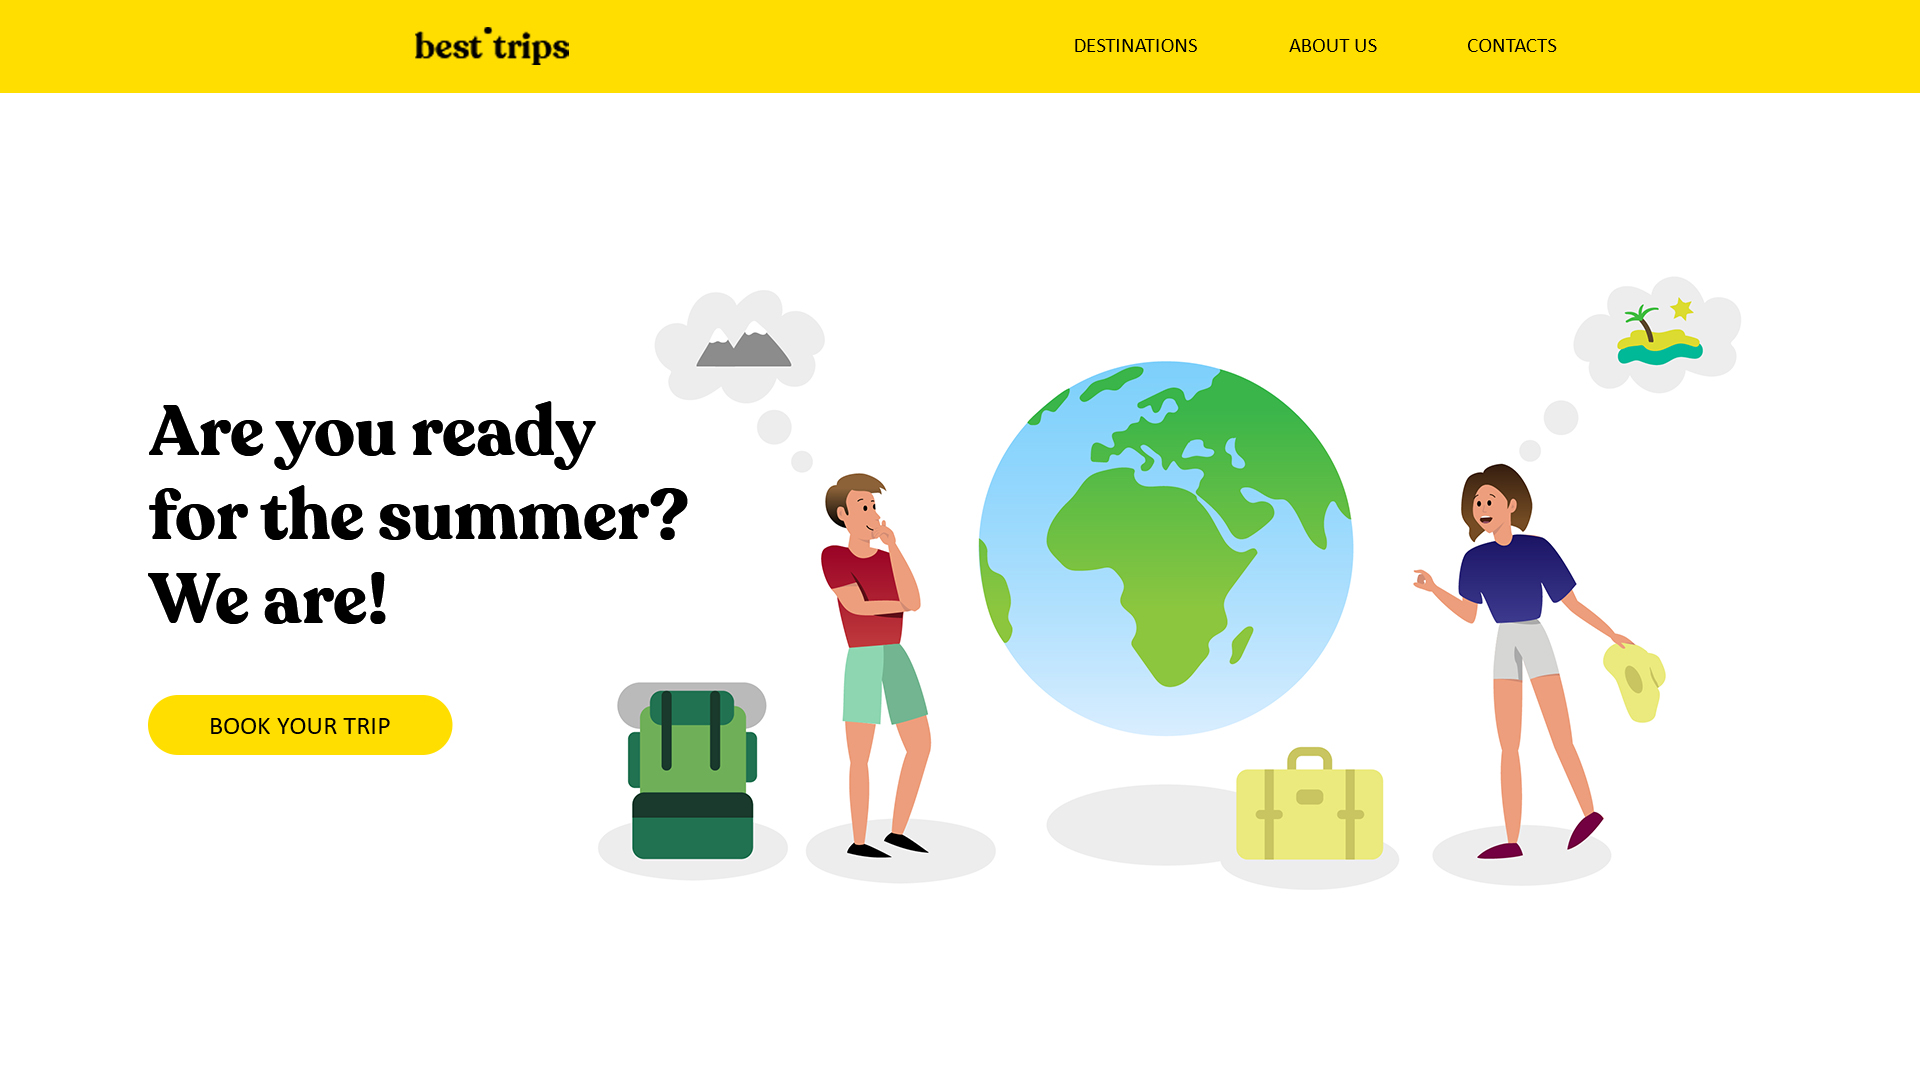 best trips
DESTINATIONS
ABOUT US
CONTACTS
Are you ready
for the summer?
We are!
BOOK YOUR TRIP